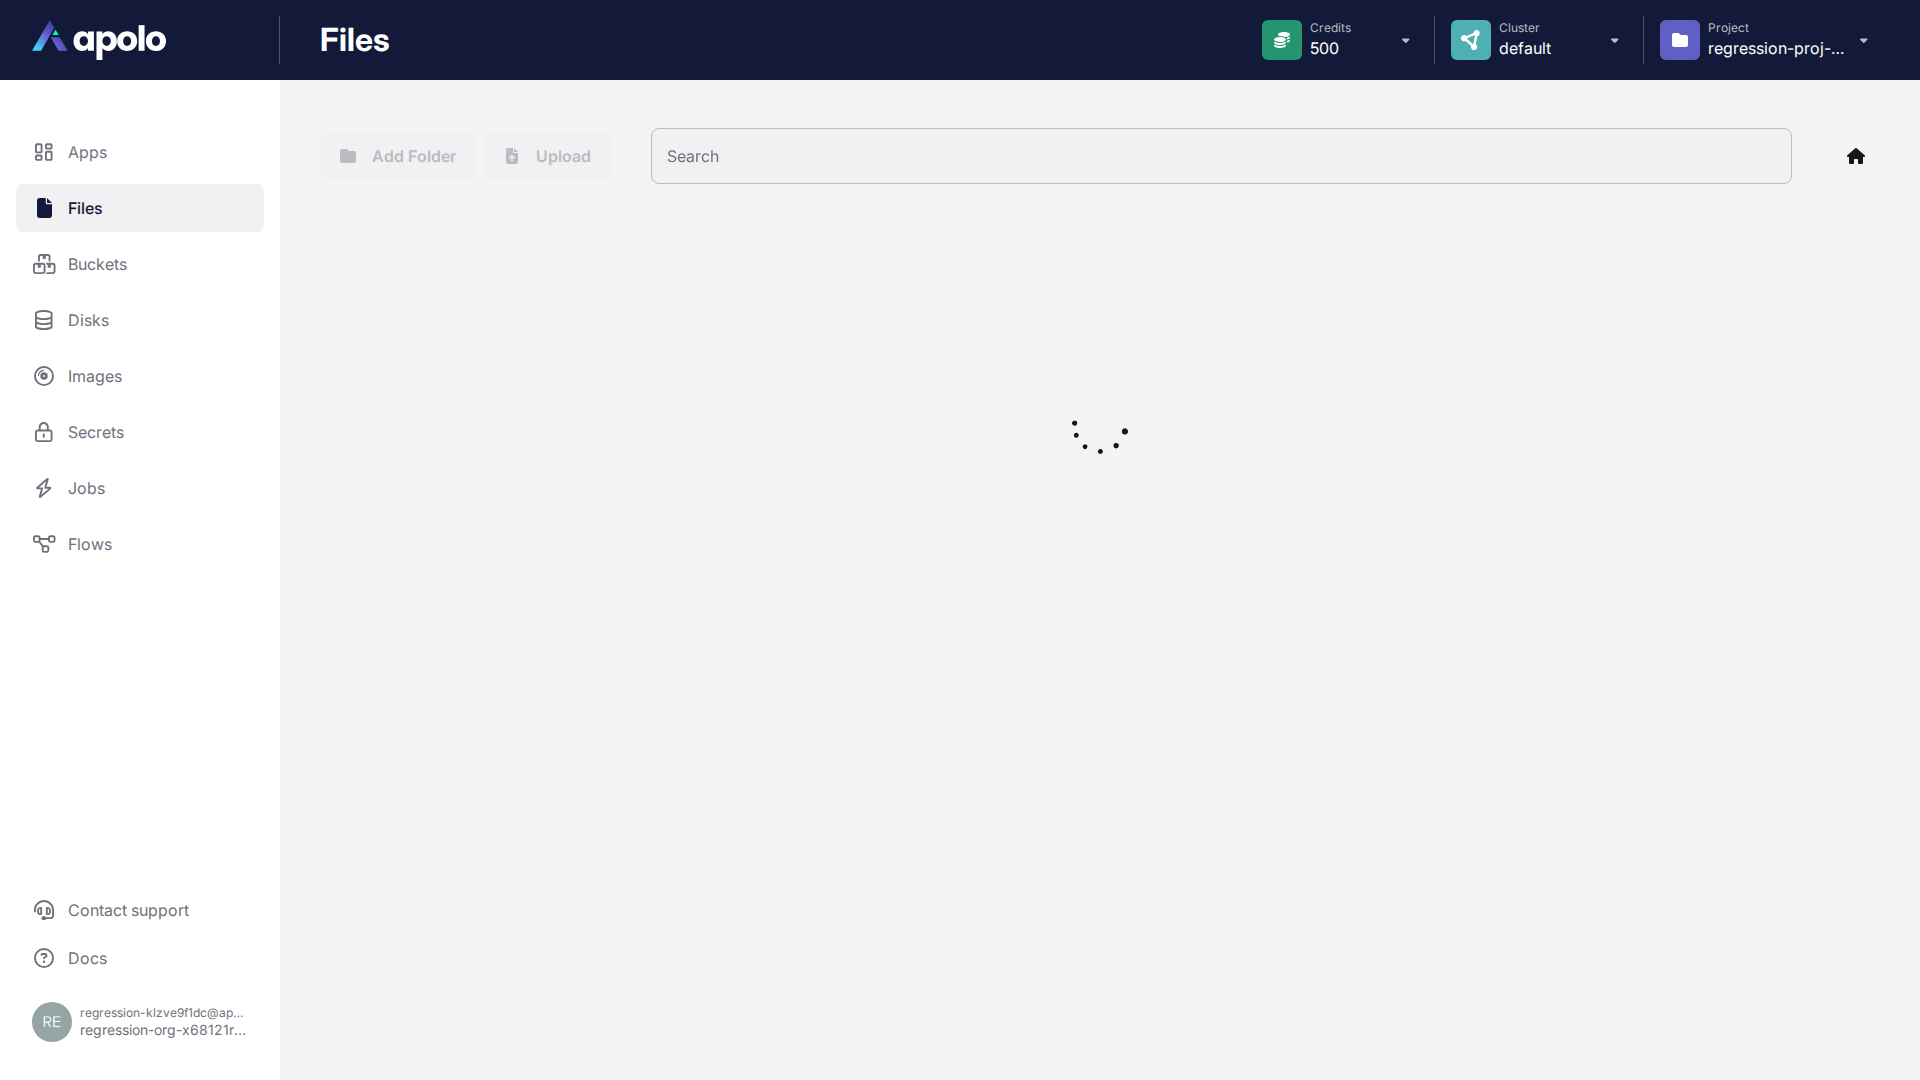 apolo
Files
Credits
500
Cluster
default
Project
regression-proj-...
Apps
Files
Buckets
Disks
Images
Secrets
Jobs
Flows
Add Folder
Upload
Search
Contact support
Docs
RE
regression-klzve9f1dc@ap...
regression-org-x68121r...